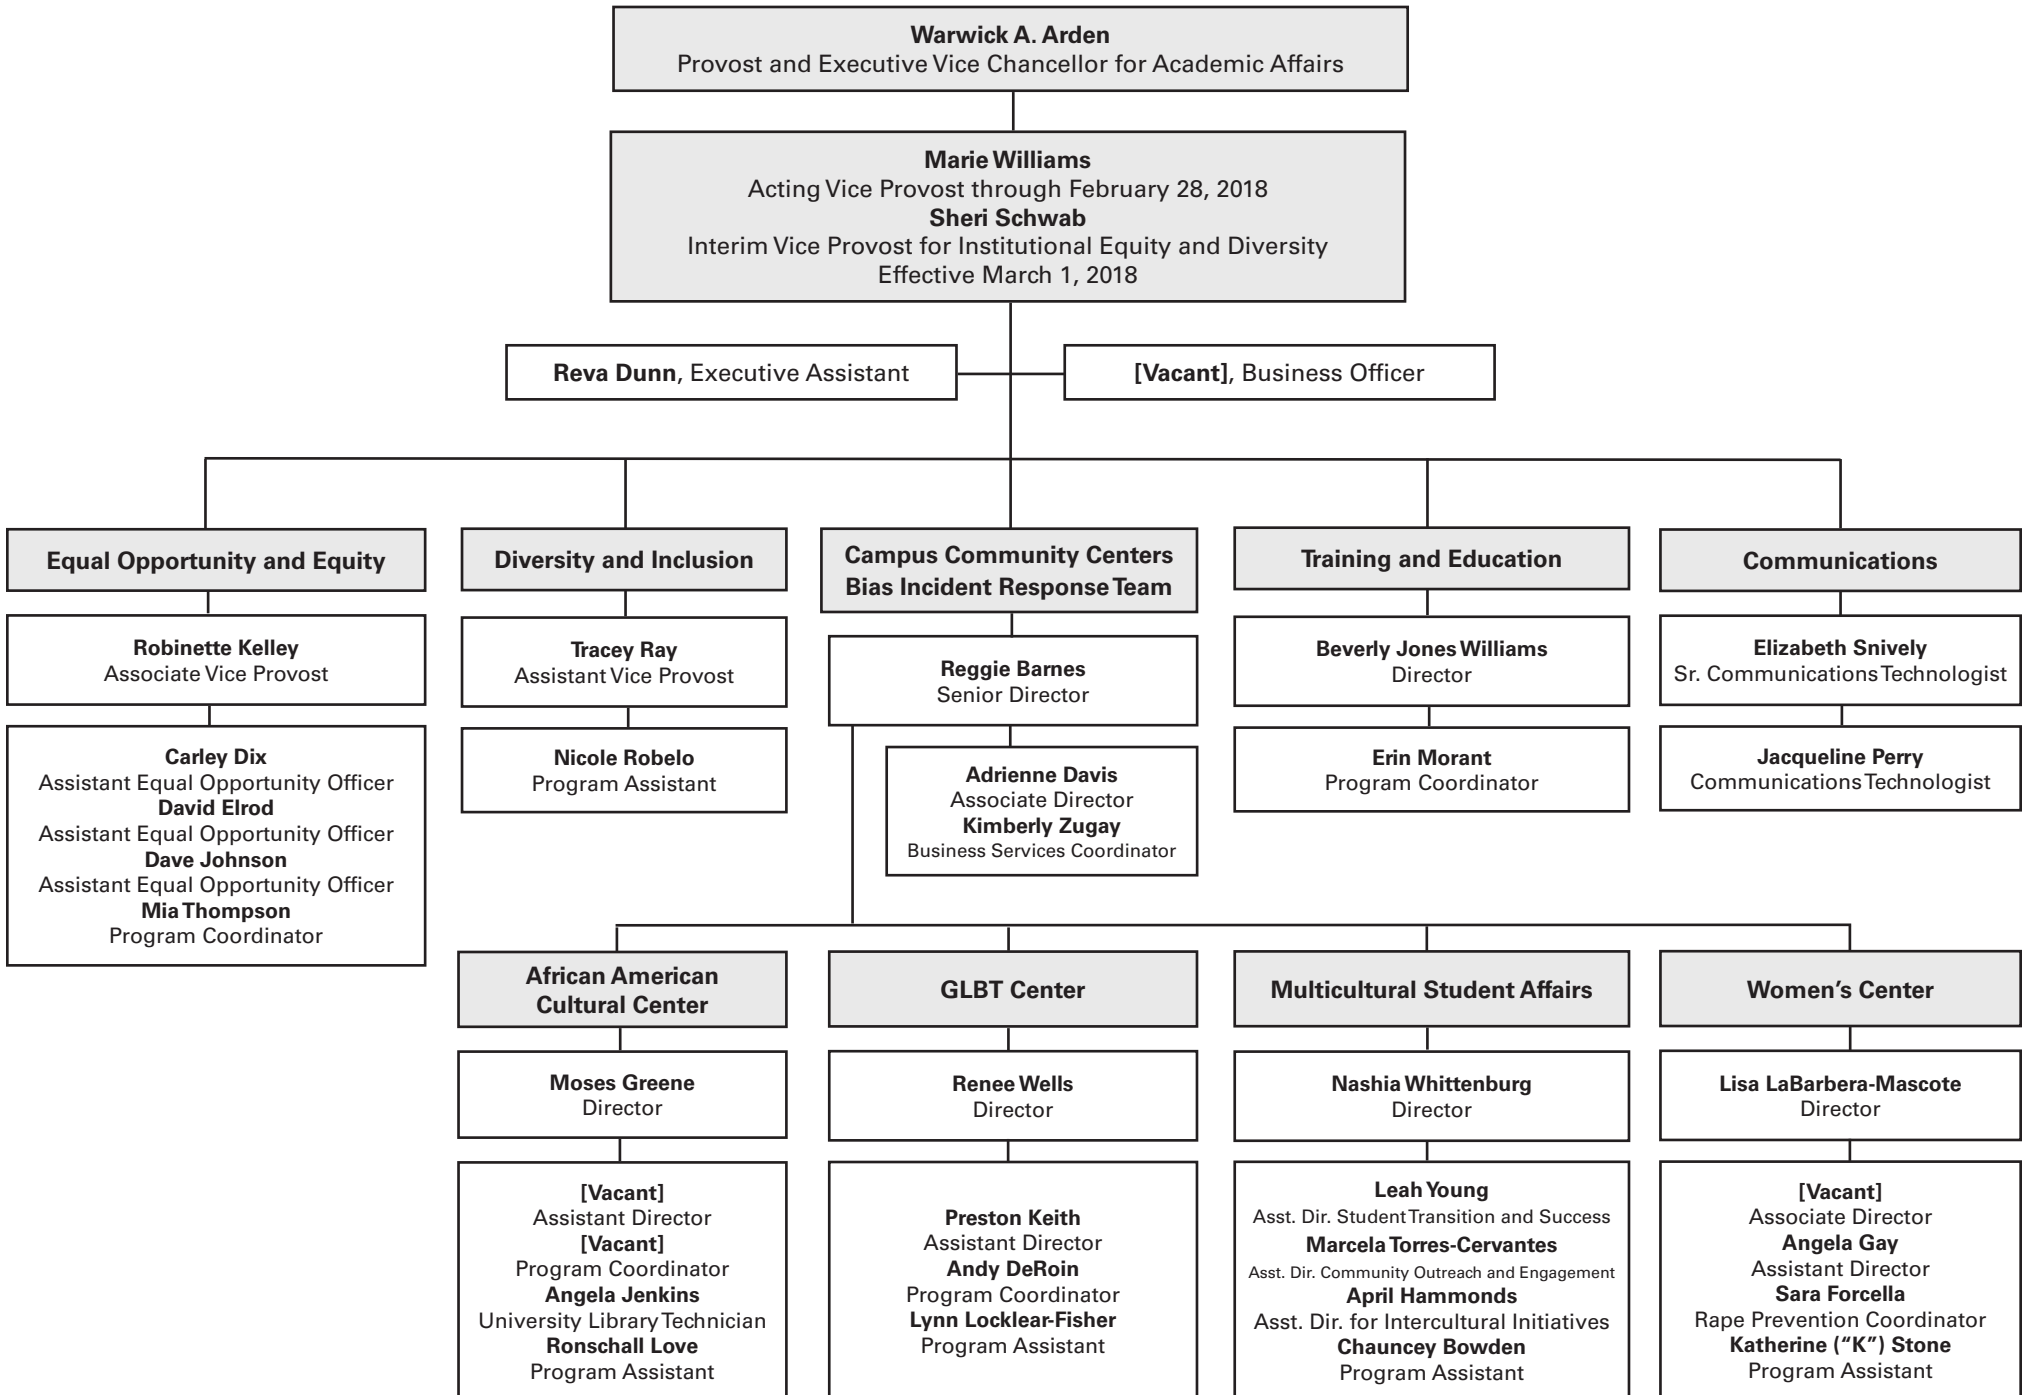 Warwick A. Arden
Provost and Executive Vice Chancellor for Academic Affairs
Marie Williams
Acting Vice Provost through February 28, 2018
Sheri Schwab
Interim Vice Provost for Institutional Equity and Diversity
Effective March 1, 2018
Reva Dunn, Executive Assistant
[Vacant], Business Officer
Equal Opportunity and Equity
Robinette Kelley
Associate Vice Provost
Carley Dix
Assistant Equal Opportunity Officer
David Elrod
Assistant Equal Opportunity Officer
Dave Johnson
Assistant Equal Opportunity Officer
Mia Thompson
Program Coordinator
Diversity and Inclusion
Tracey Ray
Assistant Vice Provost
Nicole Robelo
Program Assistant
Campus Community Centers
Bias Incident Response Team
Reggie Barnes
Senior Director
Adrienne Davis
Associate Director
Kimberly Zugay
Business Services Coordinator
Training and Education
Beverly Jones Williams
Director
Erin Morant
Program Coordinator
Communications
Elizabeth Snively
Sr. Communications Technologist
Jacqueline Perry
Communications Technologist
African American
Cultural Center
Moses Greene
Director
[Vacant]
Assistant Director
[Vacant]
Program Coordinator
Angela Jenkins
University Library Technician
Ronschall Love
Program Assistant
GLBT Center
Renee Wells
Director
Preston Keith
Assistant Director
Andy DeRoin
Program Coordinator
Lynn Locklear-Fisher
Program Assistant
Multicultural Student Affairs
Nashia Whittenburg
Director
Leah Young
Asst. Dir. Student Transition and Success
Marcela Torres-Cervantes
Asst. Dir. Community Outreach and Engagement
April Hammonds
Asst. Dir. for Intercultural Initiatives
Chauncey Bowden
Program Assistant
Women’s Center
Lisa LaBarbera-Mascote
Director
[Vacant]
Associate Director
Angela Gay
Assistant Director
Sara Forcella
Rape Prevention Coordinator
Katherine (“K”) Stone
Program Assistant